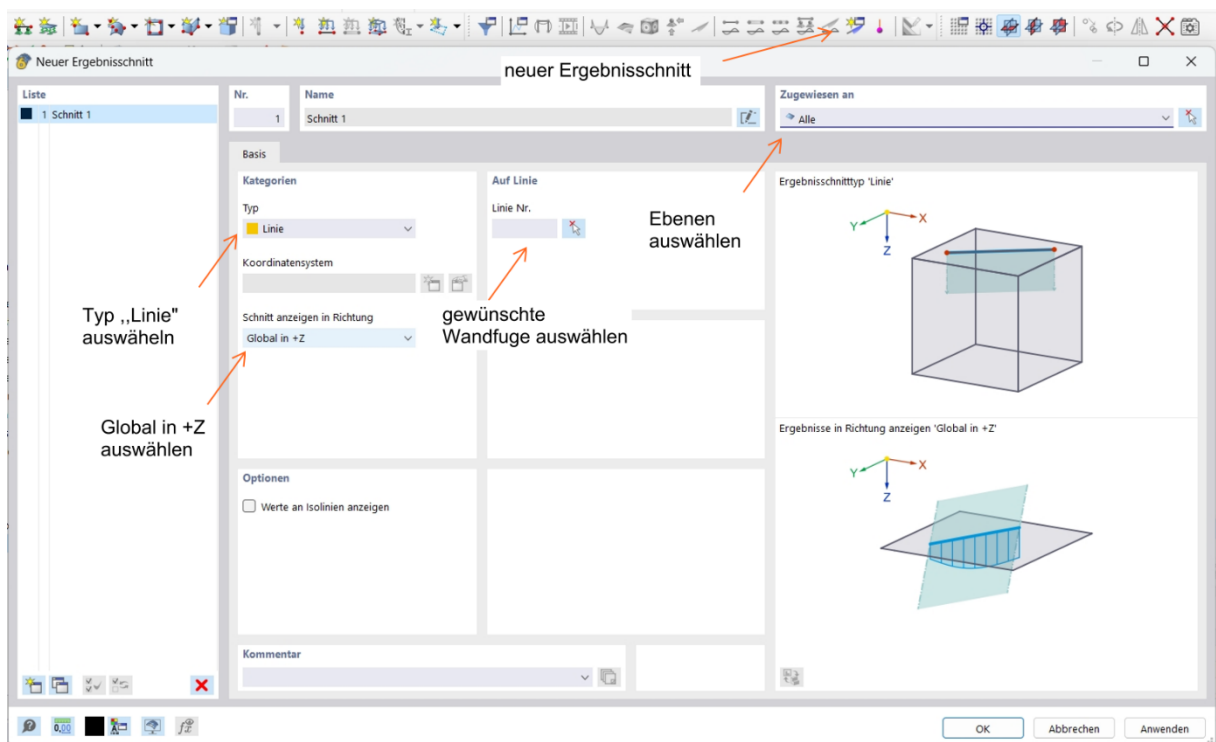 neuer Ergebnisschnitt
Neuer Ergebnisschnitt
Liste
1 Schnitt 1
Nr.
1
Name
Schnitt 1
Zugewiesen an
Alle
Basis
Kategorien
Typ
Linie
Koordinatensystem
Schnitt anzeigen in Richtung
Global in +Z
Auf Linie
Linie Nr.
Ebenen
auswählen
Typ ,,Linie"
auswäheln
gewünschte
Wandfuge auswählen
Global in +Z
auswählen
Optionen
Werte an Isolinien anzeigen
Kommentar
Ergebnisschnitttyp 'Linie'
Y
X
Z
Ergebnisse in Richtung anzeigen 'Global in +Z'
Y
X
Z
0,00
OK
Abbrechen
Anwenden